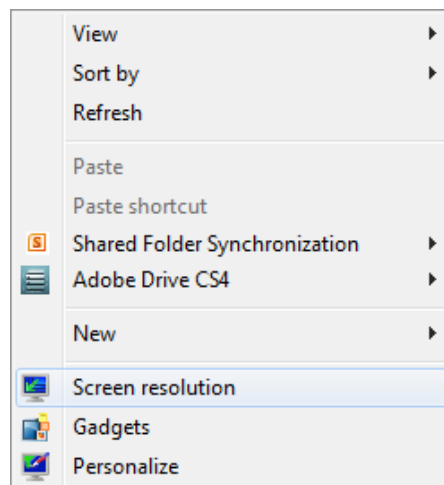 View
Sort by
Refresh
Paste
Paste shortcut
S Shared Folder Synchronization
Adobe Drive CS4
New
Screen resolution
Gadgets
Personalize